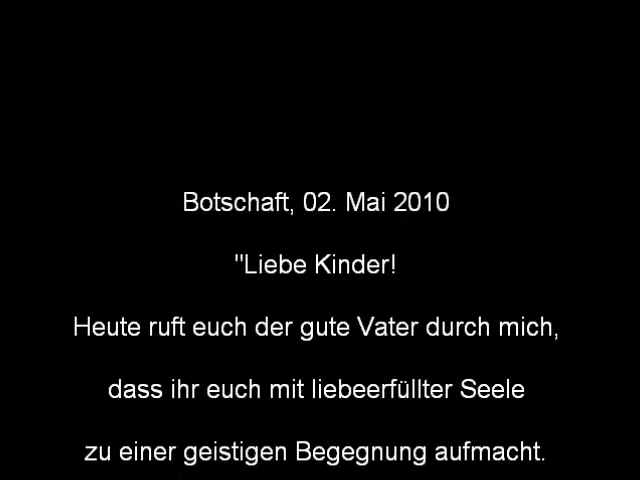 Botschaft, 02. Mai 2010
"Liebe Kinder!
Heute ruft euch der gute Vater durch mich,
dass ihr euch mit liebeerfüllter Seele
zu einer geistigen Begegnung aufmacht.